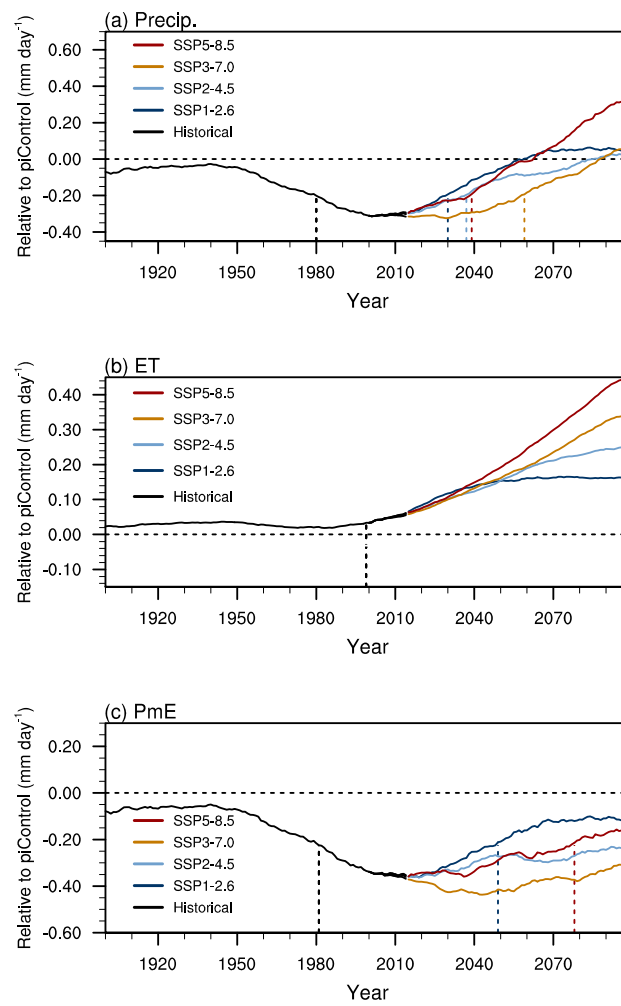 (a) Precip.
Relative to piControl (mm day⁻¹)
0.60
0.40
0.20
0.00
-0.20
-0.40
SSP5-8.5
SSP3-7.0
SSP2-4.5
SSP1-2.6
Historical
1920 1950 1980 2010 2040 2070
Year
(b) ET
Relative to piControl (mm day⁻¹)
0.40
0.30
0.20
0.10
0.00
-0.10
SSP5-8.5
SSP3-7.0
SSP2-4.5
SSP1-2.6
Historical
1920 1950 1980 2010 2040 2070
Year
(c) PmE
Relative to piControl (mm day⁻¹)
0.20
0.00
-0.20
-0.40
-0.60
SSP5-8.5
SSP3-7.0
SSP2-4.5
SSP1-2.6
Historical
1920 1950 1980 2010 2040 2070
Year